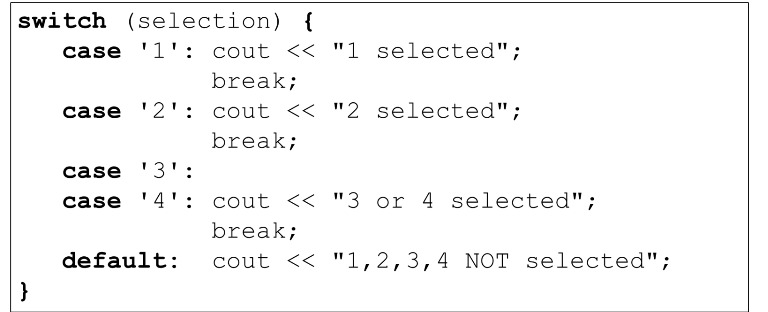 switch (selection) {
   case '1': cout << "1 selected";
             break;
   case '2': cout << "2 selected";
             break;
   case '3':
   case '4': cout << "3 or 4 selected";
             break;
   default:  cout << "1,2,3,4 NOT selected";
}